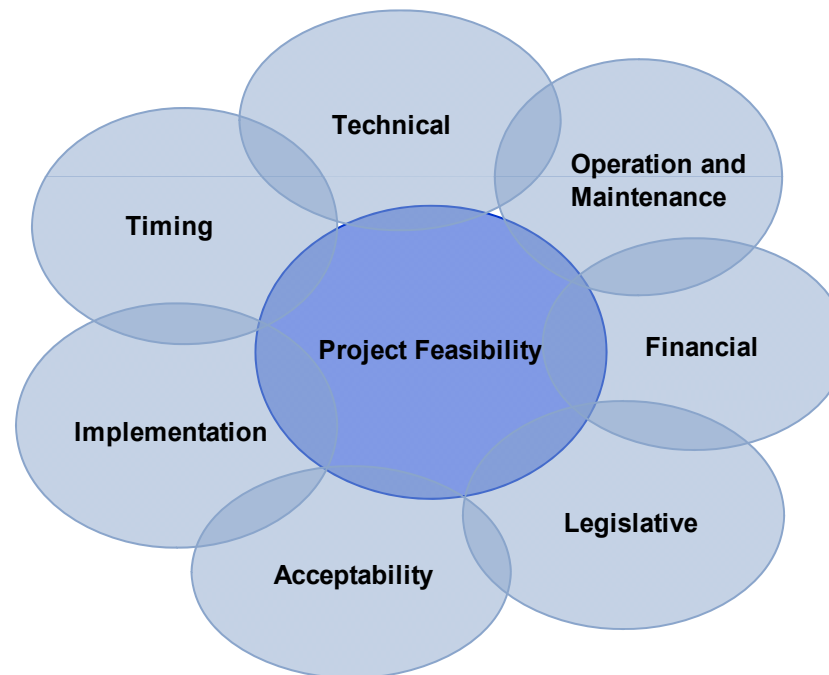 Technical
Operation and
Maintenance
Timing
Project Feasibility
Financial
Implementation
Legislative
Acceptability